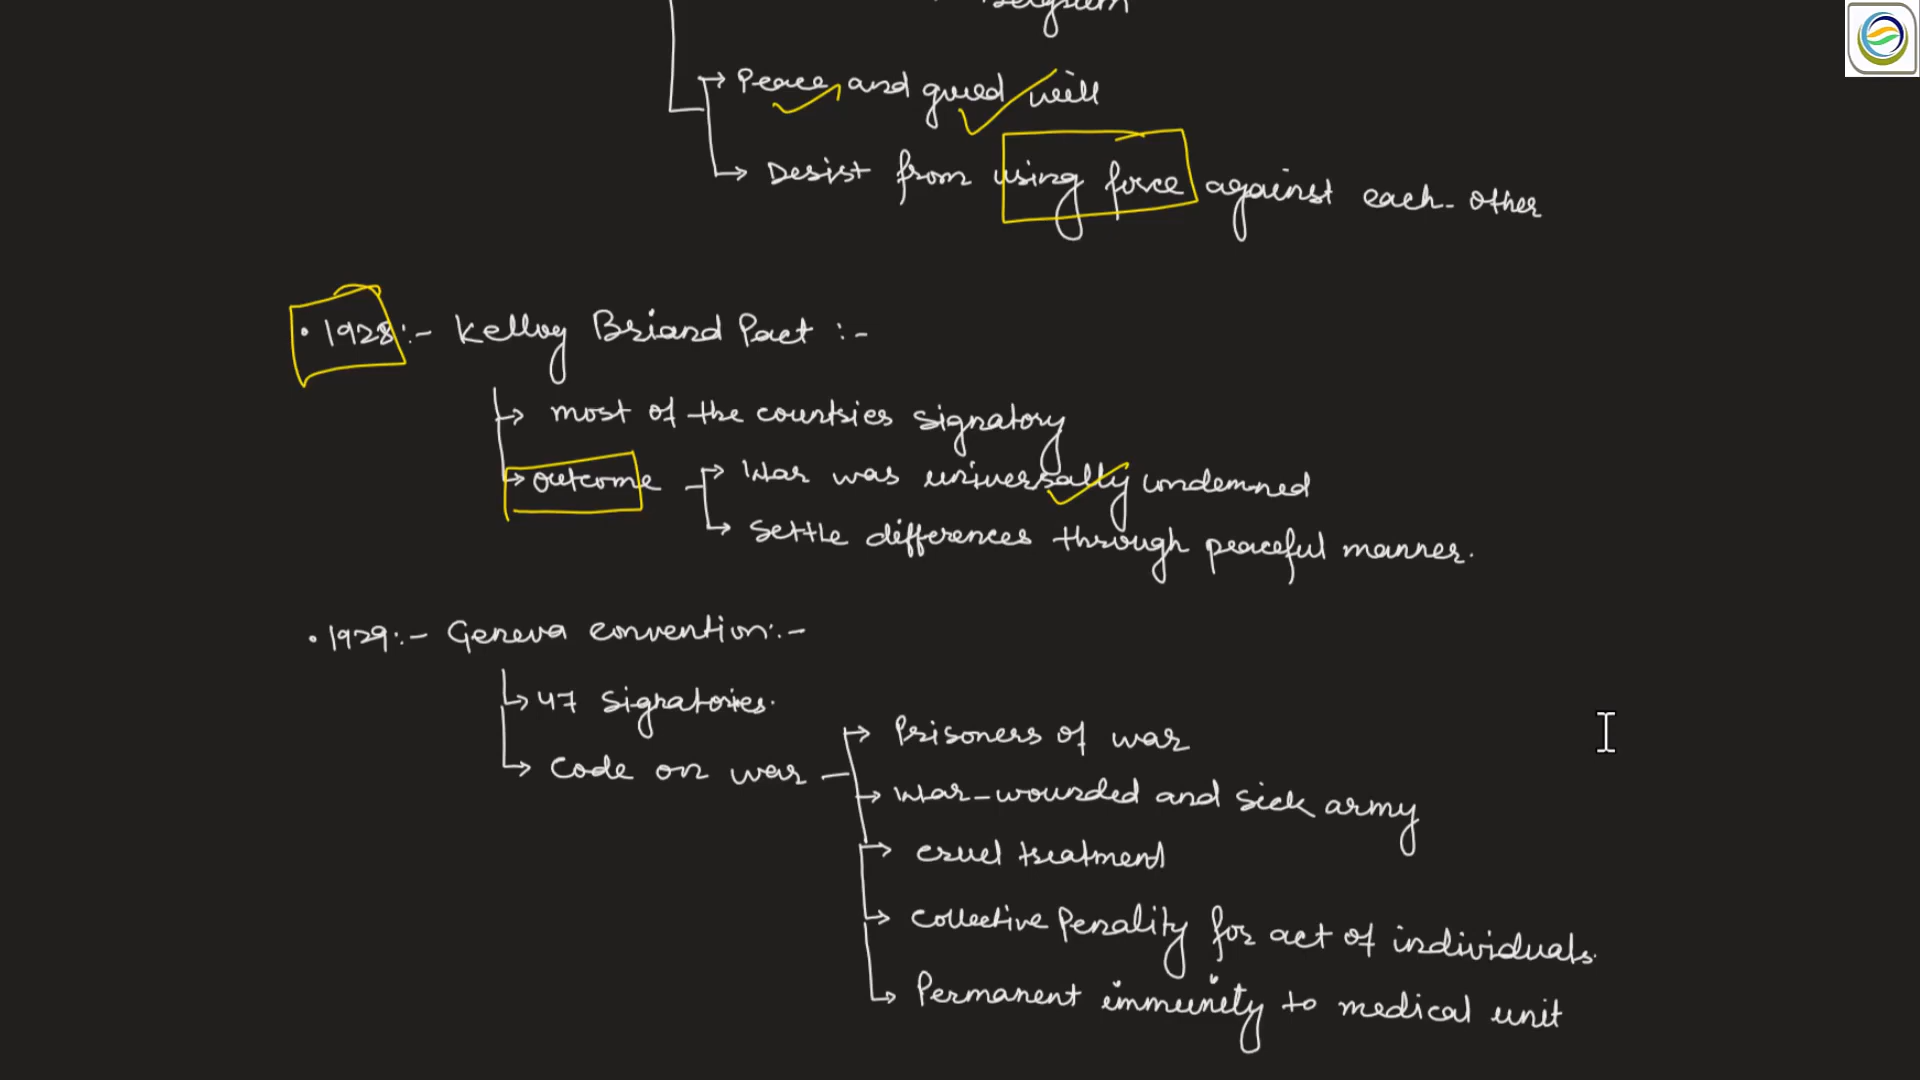 Belgium
→ Peace and good will
→ Desist from using force against each-other
• 1928:- Kellog Briand Pact :-
→ most of the countries signatory
→ outcome → War was universally condemned
→ Settle differences through peaceful manner.
• 1929:- Geneva convention:-
→ 47 signatories.
→ Code on war → Prisoners of war
→ War-wounded and sick army
→ cruel treatment
→ Collective Penality for act of individuals.
→ Permanent immunity to medical unit